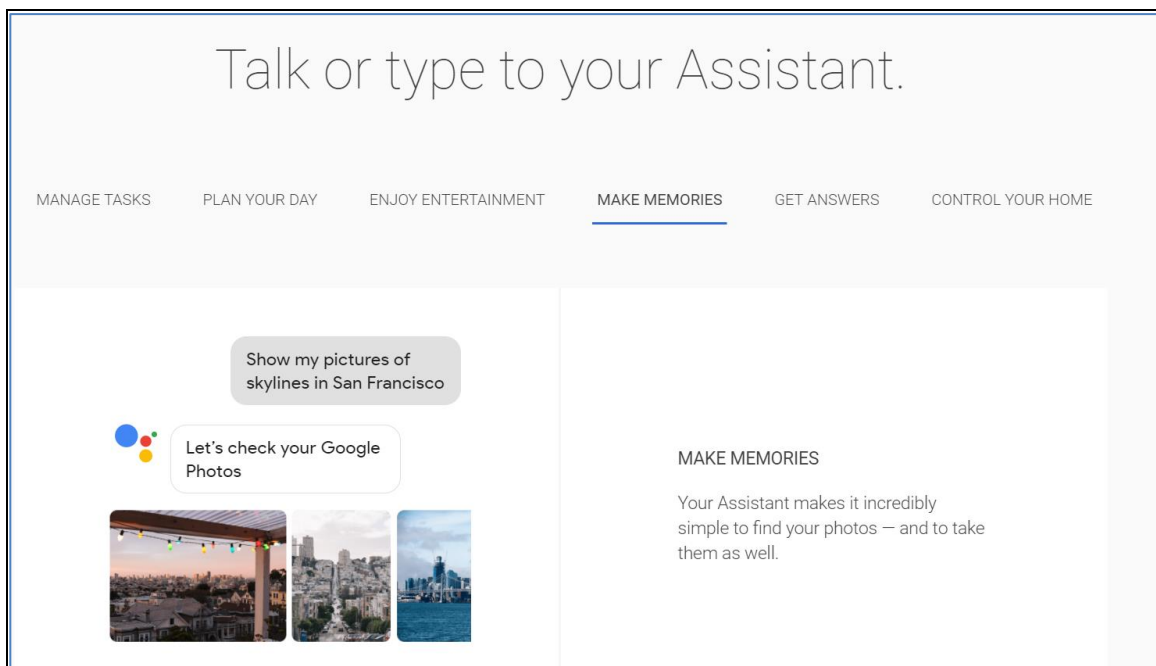 Talk or type to your Assistant.
MANAGE TASKS
PLAN YOUR DAY
ENJOY ENTERTAINMENT
MAKE MEMORIES
GET ANSWERS
CONTROL YOUR HOME
Show my pictures of
skylines in San Francisco
Let's check your Google
Photos
MAKE MEMORIES
Your Assistant makes it incredibly
simple to find your photos — and to take
them as well.